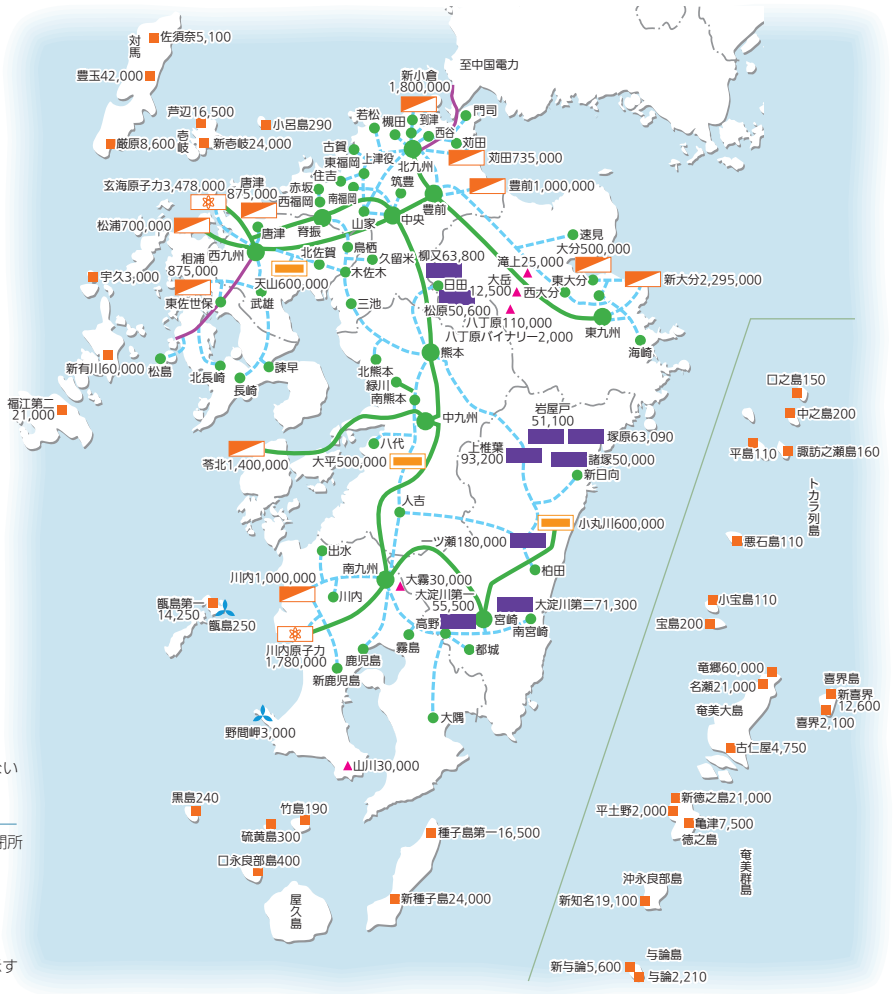 対馬
佐須奈5,100
豊玉42,000
厳原8,600
芦辺16,500
壱岐
新壱岐24,000
小呂島290
至中国電力
新小倉
1,800,000
門司
若松
槻田
到津
西谷
苅田
苅田735,000
北九州
古賀
東福岡
上津役
住吉
赤坂
西福岡
南福岡
筑豊
豊前1,000,000
豊前
玄海原子力3,478,000
唐津
875,000
松浦700,000
唐津
脊振
山家
中央
相浦
875,000
西九州
北佐賀
鳥栖
久留米
天山600,000
木佐木
柳又63,800
日田
12,500
大岳
松原50,600
滝上25,000
速見
大分500,000
東大分
西大分
新大分2,295,000
八丁原110,000
八丁原バイナリー2,000
東九州
海崎
宇久3,000
東佐世保
武雄
三池
新有川60,000
松島
北長崎
長崎
諫早
熊本
北熊本
緑川
南熊本
福江第二
21,000
中九州
苓北1,400,000
八代
大平500,000
岩屋戸
51,100
塚原63,090
上椎葉
93,200
諸塚50,000
新日向
人吉
小丸川600,000
一ツ瀬180,000
出水
南九州
大霧30,000
柏田
川内1,000,000
川内
大淀川第一
55,500
大淀川第二71,300
高野
宮崎
南宮崎
甑島第一
14,250
甑島250
川内原子力
1,780,000
霧島
都城
鹿児島
新鹿児島
大隅
野間岬3,000
山川30,000
黒島240
竹島190
硫黄島300
口永良部島400
種子島第一16,500
新種子島24,000
屋久島
口之島150
中之島200
平島110
諏訪之瀬島160
トカラ列島
悪石島110
小宝島110
宝島200
竜郷60,000
名瀬21,000
奄美大島
喜界島
新喜界
12,600
喜界2,100
古仁屋4,750
新徳之島21,000
平土野2,000
亀津7,500
徳之島
奄美群島
沖永良部島
新知名19,100
与論島
新与論5,600
与論2,210
い
閉所
す